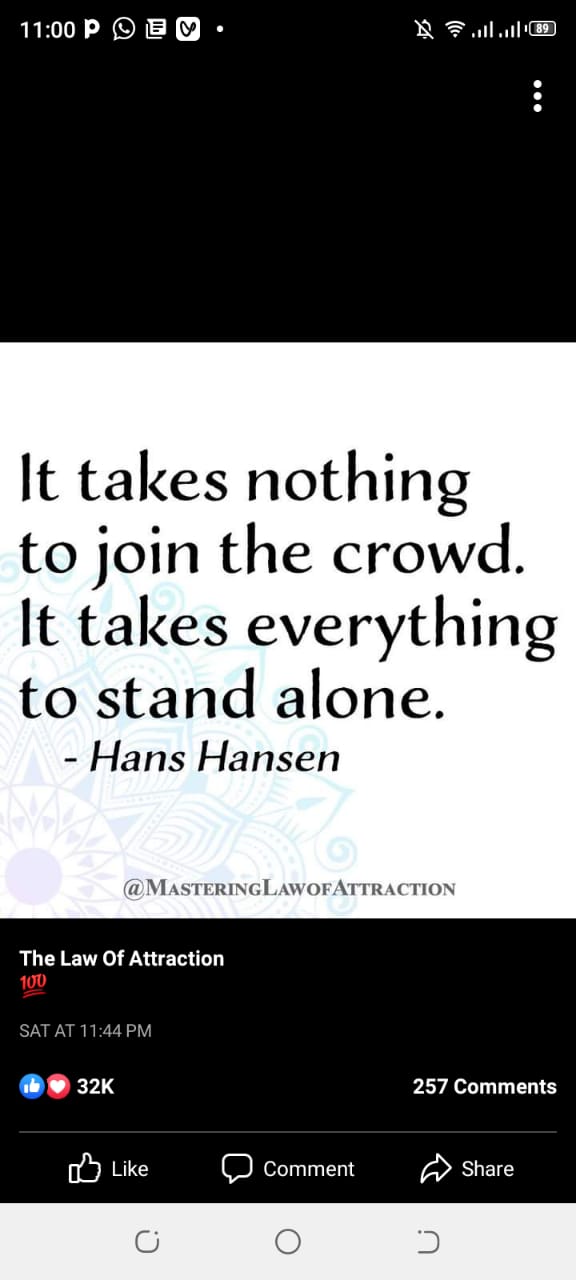 11:00
89
It takes nothing
to join the crowd.
It takes everything
to stand alone.
- Hans Hansen
@MasteringLawofAttraction
The Law Of Attraction
💯
SAT AT 11:44 PM
32K 257 Comments
Like Comment Share